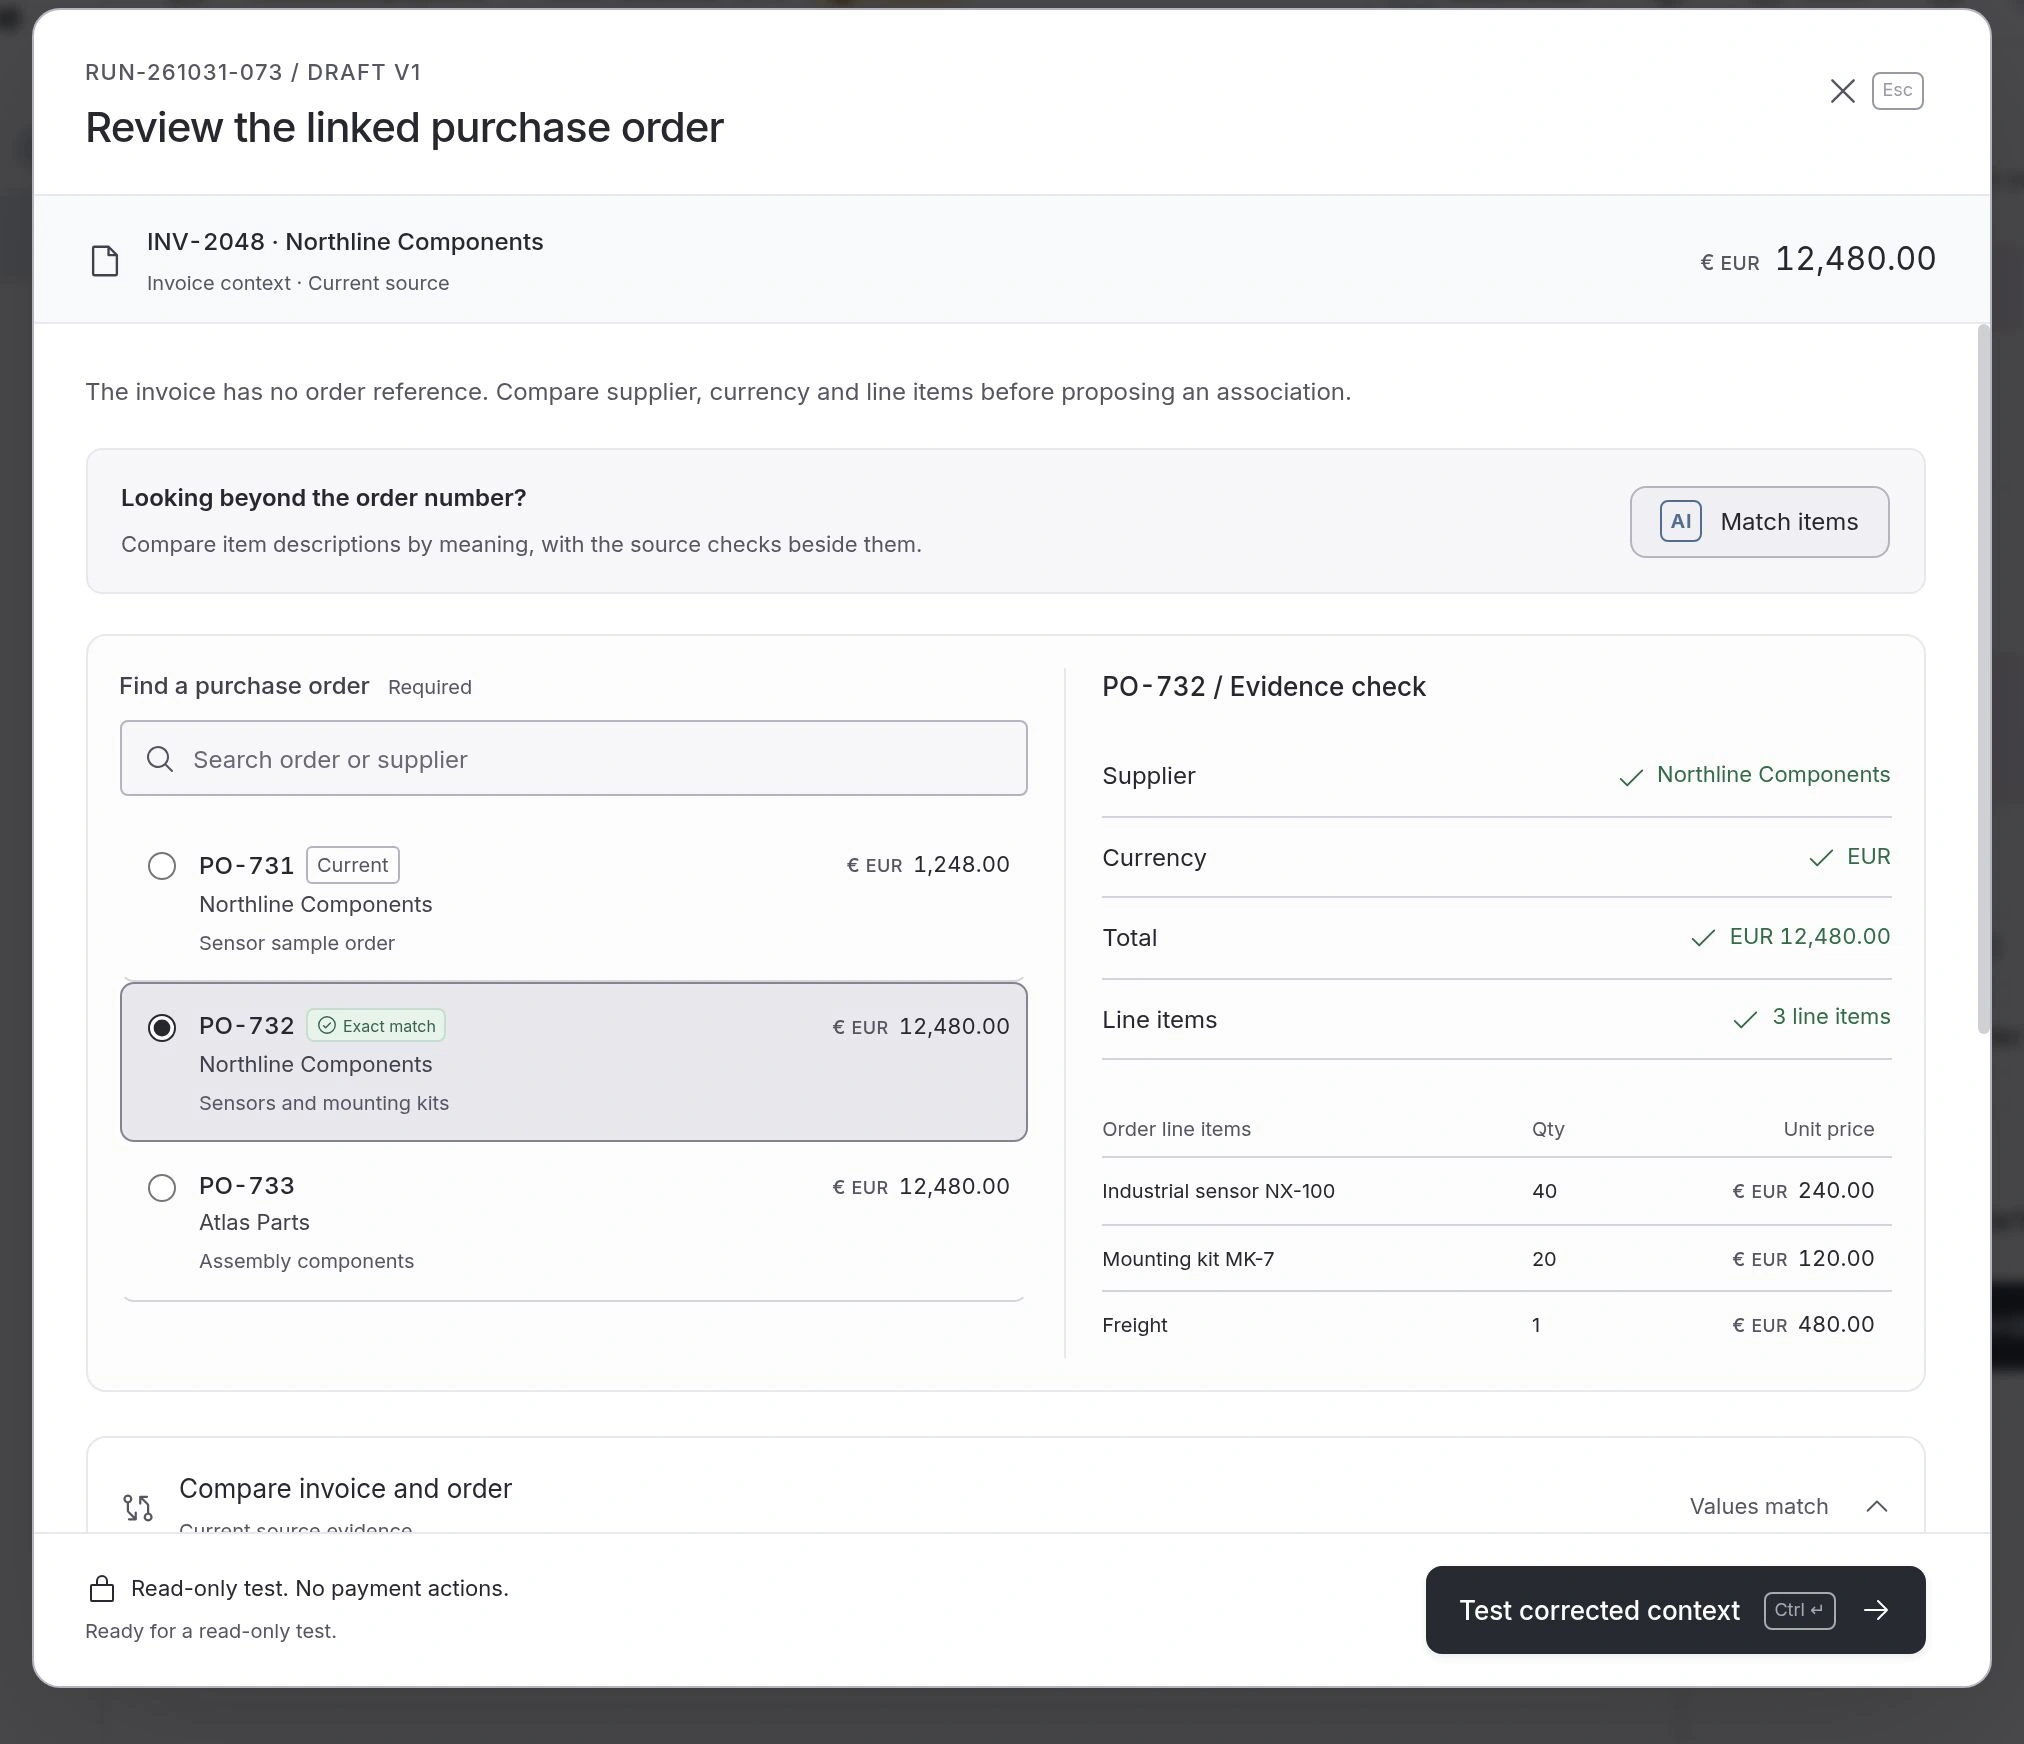 RUN-261031-073 / DRAFT V1
Review the linked purchase order
Esc
INV-2048 · Northline Components
Invoice context · Current source
€ EUR 12,480.00
The invoice has no order reference. Compare supplier, currency and line items before proposing an association.
Looking beyond the order number?
Compare item descriptions by meaning, with the source checks beside them.
AI Match items
Find a purchase order Required
Search order or supplier
PO-731 Current € EUR 1,248.00
Northline Components
Sensor sample order
PO-732 Exact match € EUR 12,480.00
Northline Components
Sensors and mounting kits
PO-733 € EUR 12,480.00
Atlas Parts
Assembly components
PO-732 / Evidence check
Supplier Northline Components
Currency EUR
Total EUR 12,480.00
Line items 3 line items
Order line items Qty Unit price
Industrial sensor NX-100 40 € EUR 240.00
Mounting kit MK-7 20 € EUR 120.00
Freight 1 € EUR 480.00
Compare invoice and order
Current source evidence
Values match
Read-only test. No payment actions.
Ready for a read-only test.
Test corrected context Ctrl ↵